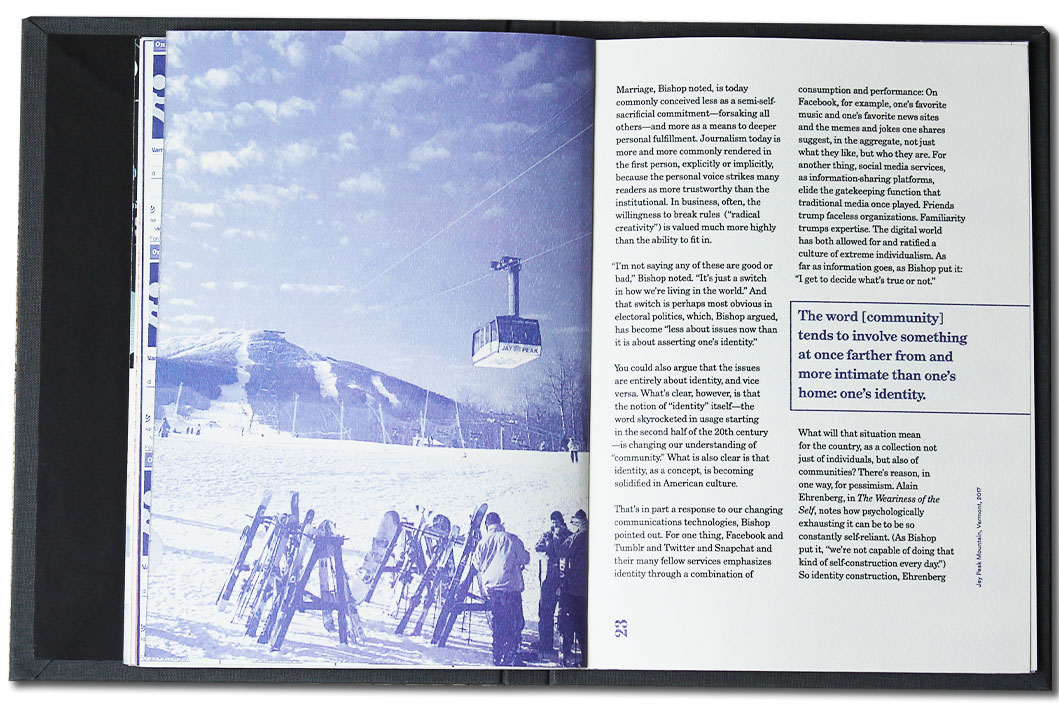 JAY PEAK
Marriage, Bishop noted, is today
commonly conceived less as a semi-self-
sacrificial commitment—forsaking all
others—and more as a means to deeper
personal fulfillment. Journalism today is
more and more commonly rendered in
the first person, explicitly or implicitly,
because the personal voice strikes many
readers as more trustworthy than the
institutional. In business, often, the
willingness to break rules (“radical
creativity”) is valued much more highly
than the ability to fit in.
“I’m not saying any of these are good or
bad,” Bishop noted. “It’s just a switch
in how we’re living in the world.” And
that switch is perhaps most obvious in
electoral politics, which, Bishop argued,
has become “less about issues now than
it is about asserting one’s identity.”
You could also argue that the issues
are entirely about identity, and vice
versa. What’s clear, however, is that
the notion of “identity” itself—the
word skyrocketed in usage starting
in the second half of the 20th century
—is changing our understanding of
“community.” What is also clear is that
identity, as a concept, is becoming
solidified in American culture.
That’s in part a response to our changing
communications technologies, Bishop
pointed out. For one thing, Facebook and
Tumblr and Twitter and Snapchat and
their many fellow services emphasizes
identity through a combination of
23
consumption and performance: On
Facebook, for example, one’s favorite
music and one’s favorite news sites
and the memes and jokes one shares
suggest, in the aggregate, not just
what they like, but who they are. For
another thing, social media services,
as information-sharing platforms,
elide the gatekeeping function that
traditional media once played. Friends
trump faceless organizations. Familiarity
trumps expertise. The digital world
has both allowed for and ratified a
culture of extreme individualism. As
far as information goes, as Bishop put it:
“I get to decide what’s true or not.”
The word [community]
tends to involve something
at once farther from and
more intimate than one’s
home: one’s identity.
What will that situation mean
for the country, as a collection not
just of individuals, but also of
communities? There’s reason, in
one way, for pessimism. Alain
Ehrenberg, in The Weariness of the
Self, notes how psychologically
exhausting it can be to be so
constantly self-reliant. (As Bishop
put it, “we’re not capable of doing that
kind of self-construction every day.”)
So identity construction, Ehrenberg
Jay Peak Mountain, Vermont, 2017